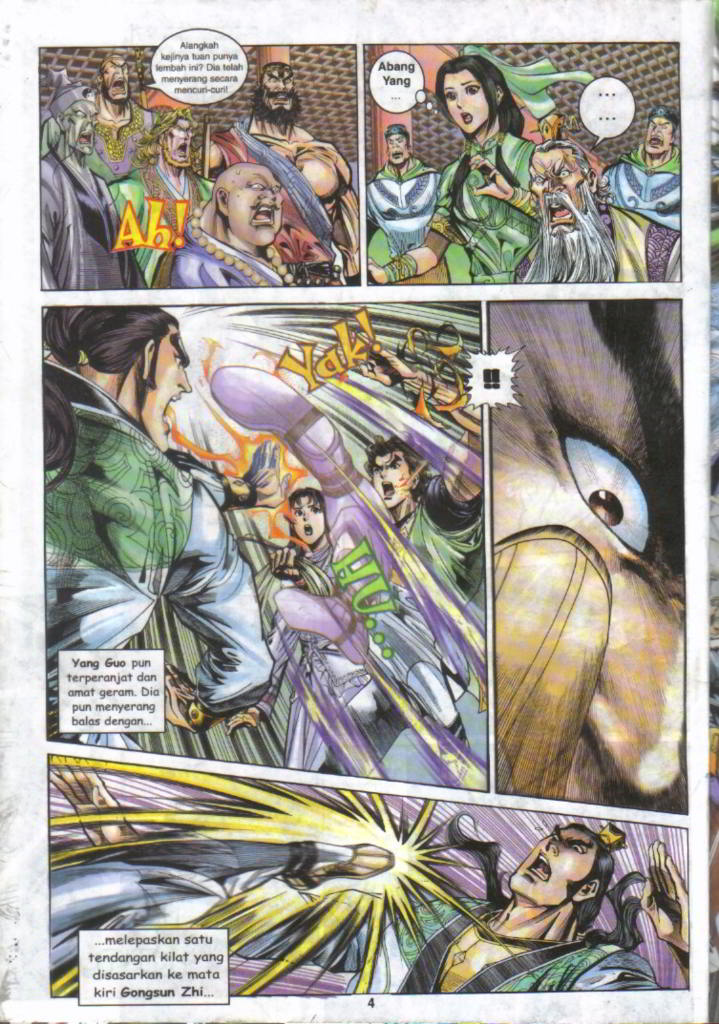 Alangkah
kejinya tuan punya
lembah ini? Dia telah
menyerang secara
mencuri-curi!
Ah!
Abang
Yang
...
...
...
Yak!
!!
HU...
Yang Guo pun
terperanjat dan
amat geram. Dia
pun menyerang
balas dengan...
...melepaskan satu
tendangan kilat yang
disasarkan ke mata
kiri Gongsun Zhi...
4